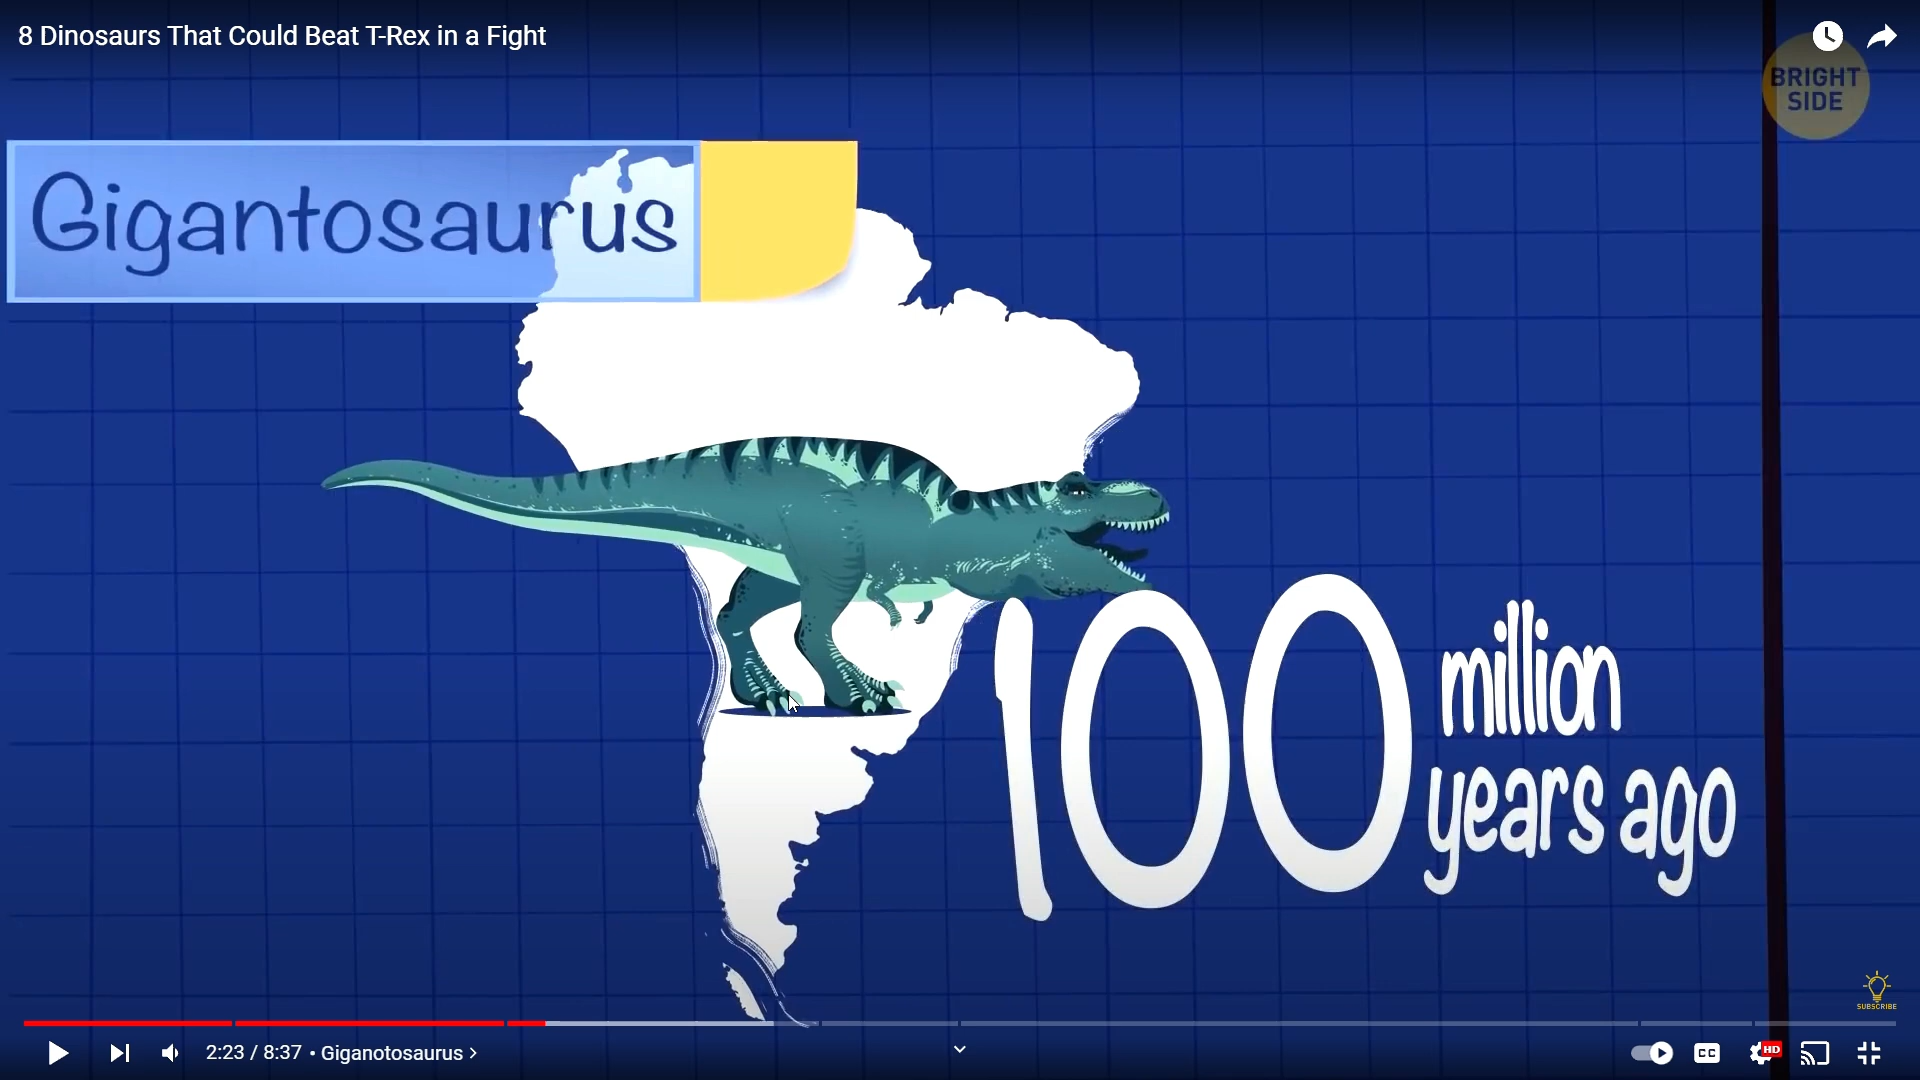 8 Dinosaurs That Could Beat T-Rex in a Fight
BRIGHT
SIDE
Gigantosaurus
100
million
years ago
SUBSCRIBE
2:23 / 8:37 • Giganotosaurus
CC
HD